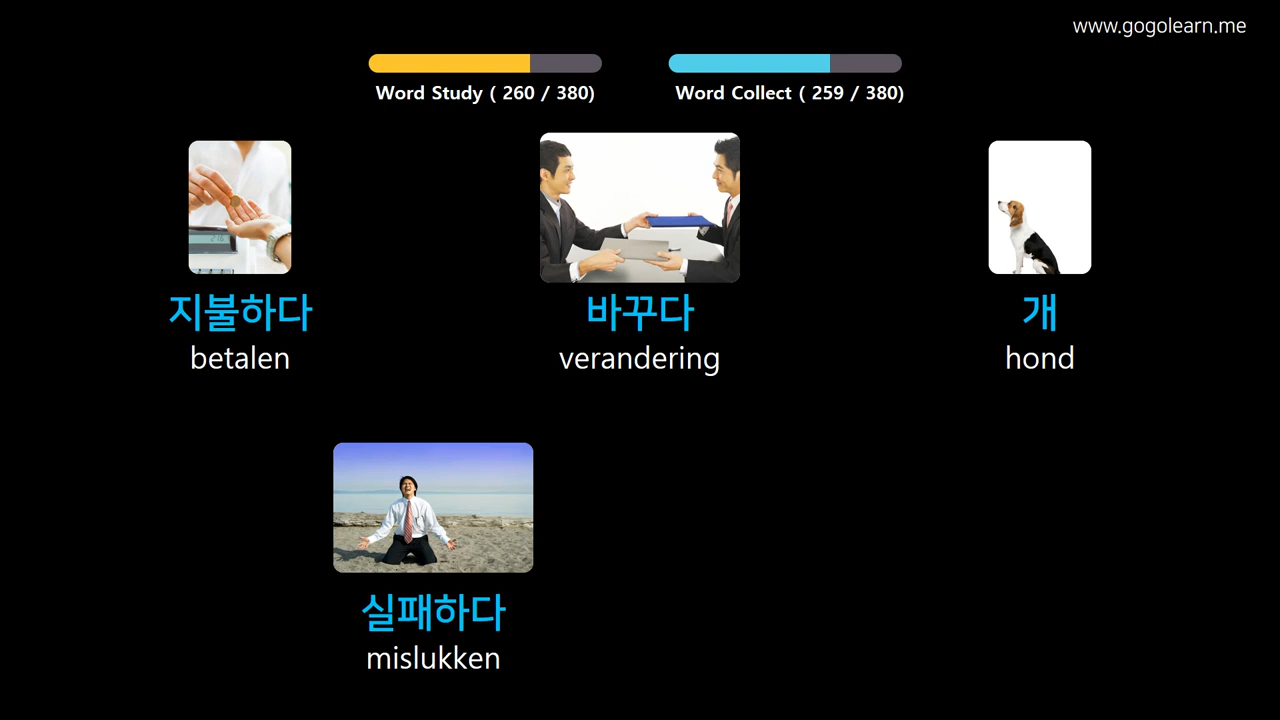 www.gogolearn.me
Word Study ( 260 / 380)
Word Collect ( 259 / 380)
지불하다
betalen
바꾸다
verandering
개
hond
실패하다
mislukken